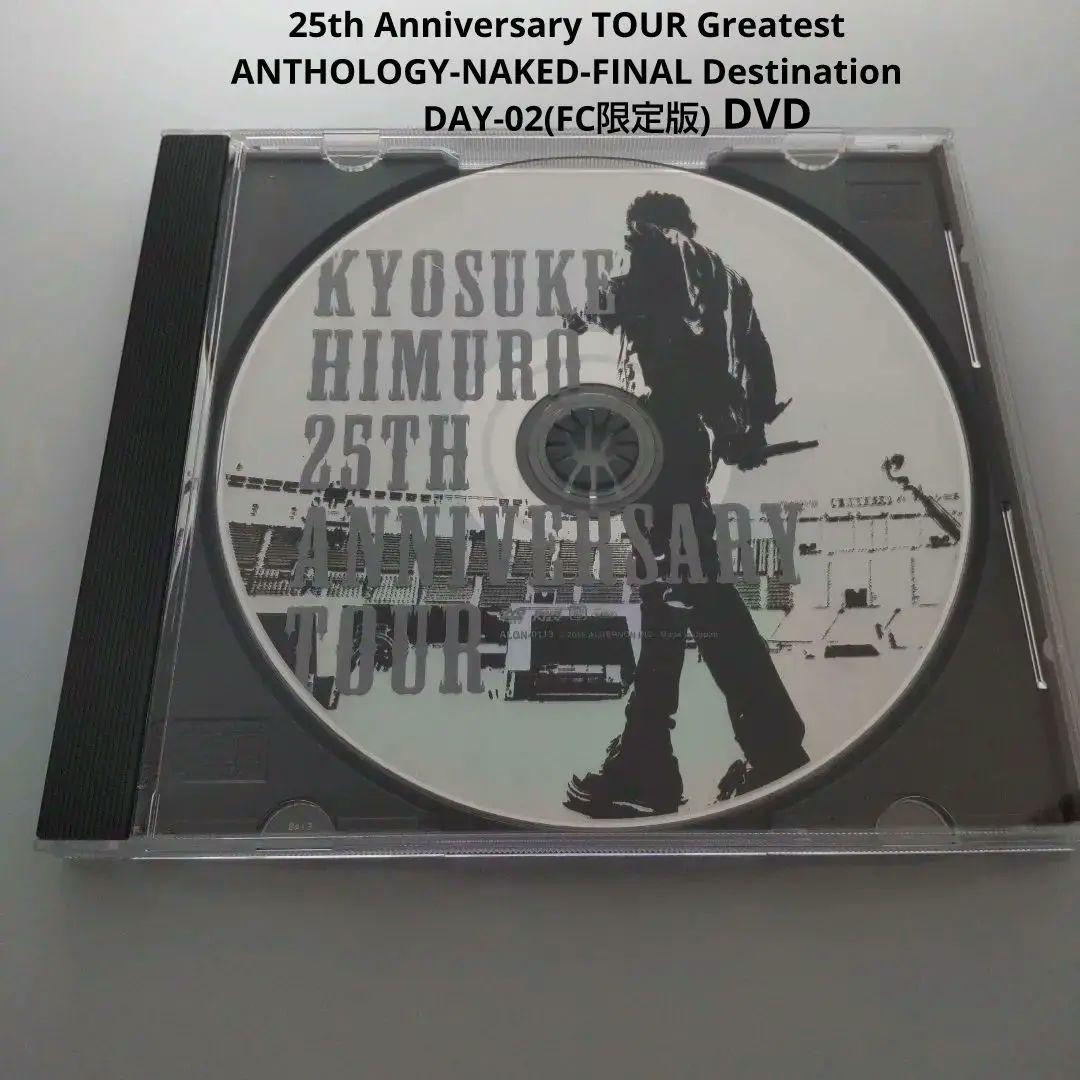 25th Anniversary TOUR Greatest
ANTHOLOGY-NAKED-FINAL Destination
DAY-02(FC限定版) DVD
KYOSUKE
HIMURO
25TH
ANNIVERSARY
TOUR